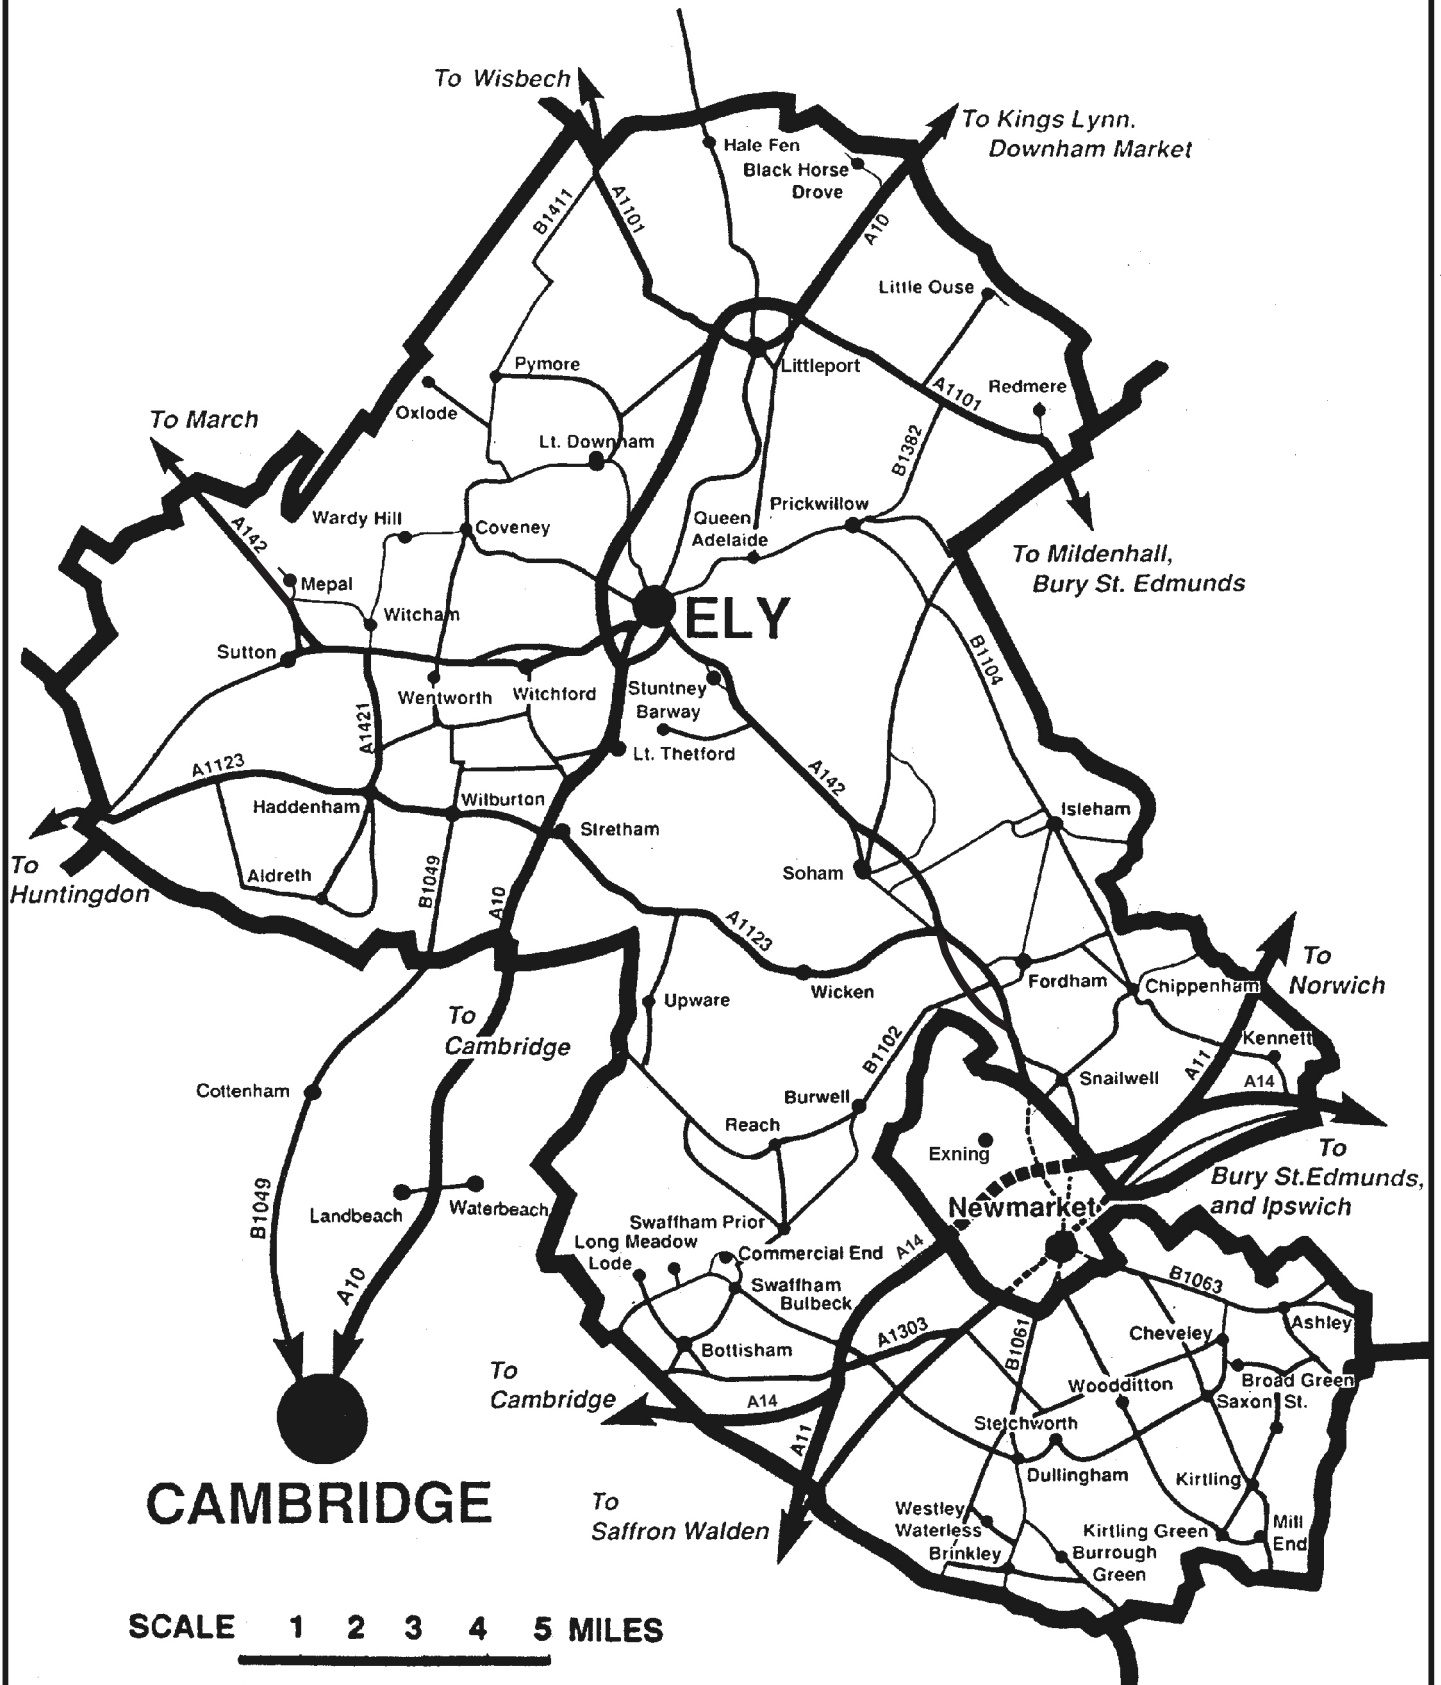 To Wisbech
To Kings Lynn.
Downham Market
Hale Fen
Black Horse
Drove
B1411
A1101
A10
Little Ouse
Littleport
Pymore
Oxlode
Redmere
A1101
To March
Lt. Downham
B1382
Prickwillow
Queen
Adelaide
Wardy Hill
Coveney
A142
To Mildenhall,
Bury St. Edmunds
Mepal
Witcham
ELY
Sutton
B1104
Wentworth
Witchford
Stuntney
Barway
A1421
Lt. Thetford
A1123
A142
Haddenham
Wilburton
Stretham
Isleham
To
Huntingdon
Aldreth
B1049
A10
Soham
A1123
Wicken
Fordham
Chippenham
To
Norwich
Upware
To
Cambridge
B1102
Kennett
A11
A14
Cottenham
Snailwell
Burwell
Reach
Exning
To
Bury St.Edmunds,
and Ipswich
Landbeach
Waterbeach
B1049
A10
Newmarket
Swaffham Prior
Long Meadow
Lode
Commercial End
A14
Swaffham
Bulbeck
B1063
Ashley
A1303
Cheveley
Bottisham
B1061
Broad Green
To
Cambridge
A14
Woodditton
Saxon St.
Stetchworth
A11
Dullingham
Kirtling
CAMBRIDGE
To
Saffron Walden
Westley
Waterless
Brinkley
Kirtling Green
Mill
End
Burrough
Green
SCALE 1 2 3 4 5 MILES